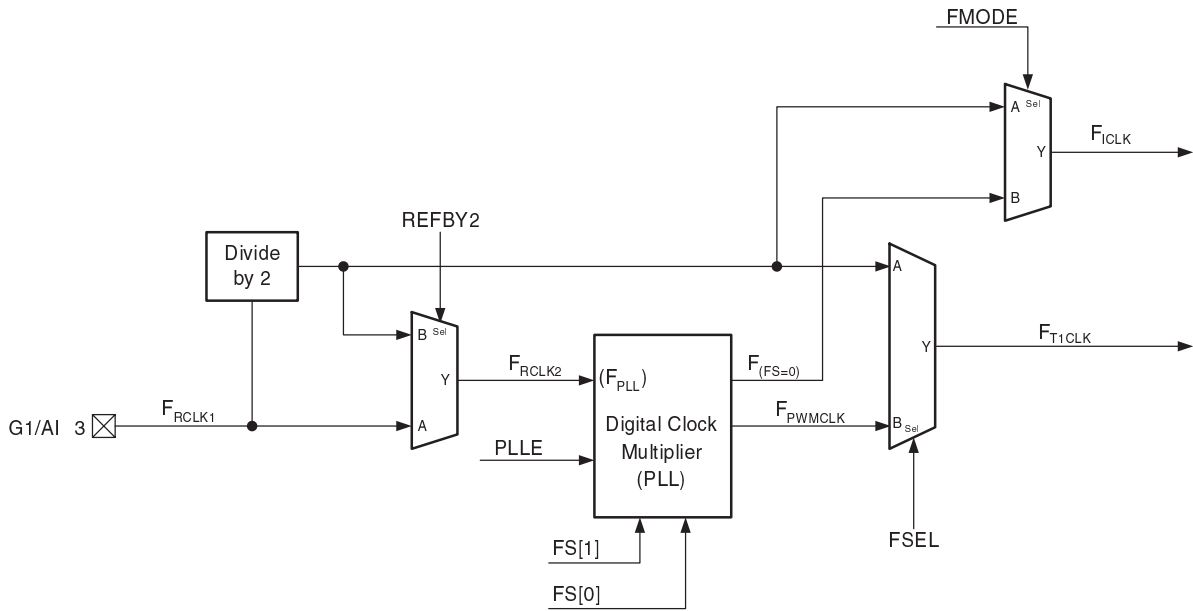 FMODE
A Sel
FICLK
Y
B
REFBY2
Divide
by 2
A
B Sel
FT1CLK
Y
FRCLK2
(FPLL)
F(FS=0)
Y
FRCLK1
FPWMCLK
G1/AI 3
A
Digital Clock
B Sel
PLLE
Multiplier
(PLL)
FSEL
FS[1]
FS[0]